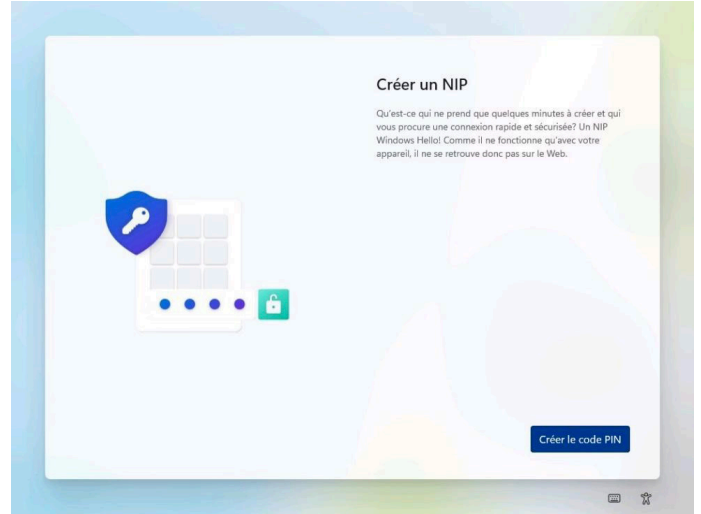 Créer un NIP
Qu'est-ce qui ne prend que quelques minutes à créer et qui
vous procure une connexion rapide et sécurisée? Un NIP
Windows Hello! Comme il ne fonctionne qu'avec votre
appareil, il ne se retrouve donc pas sur le Web.
Créer le code PIN